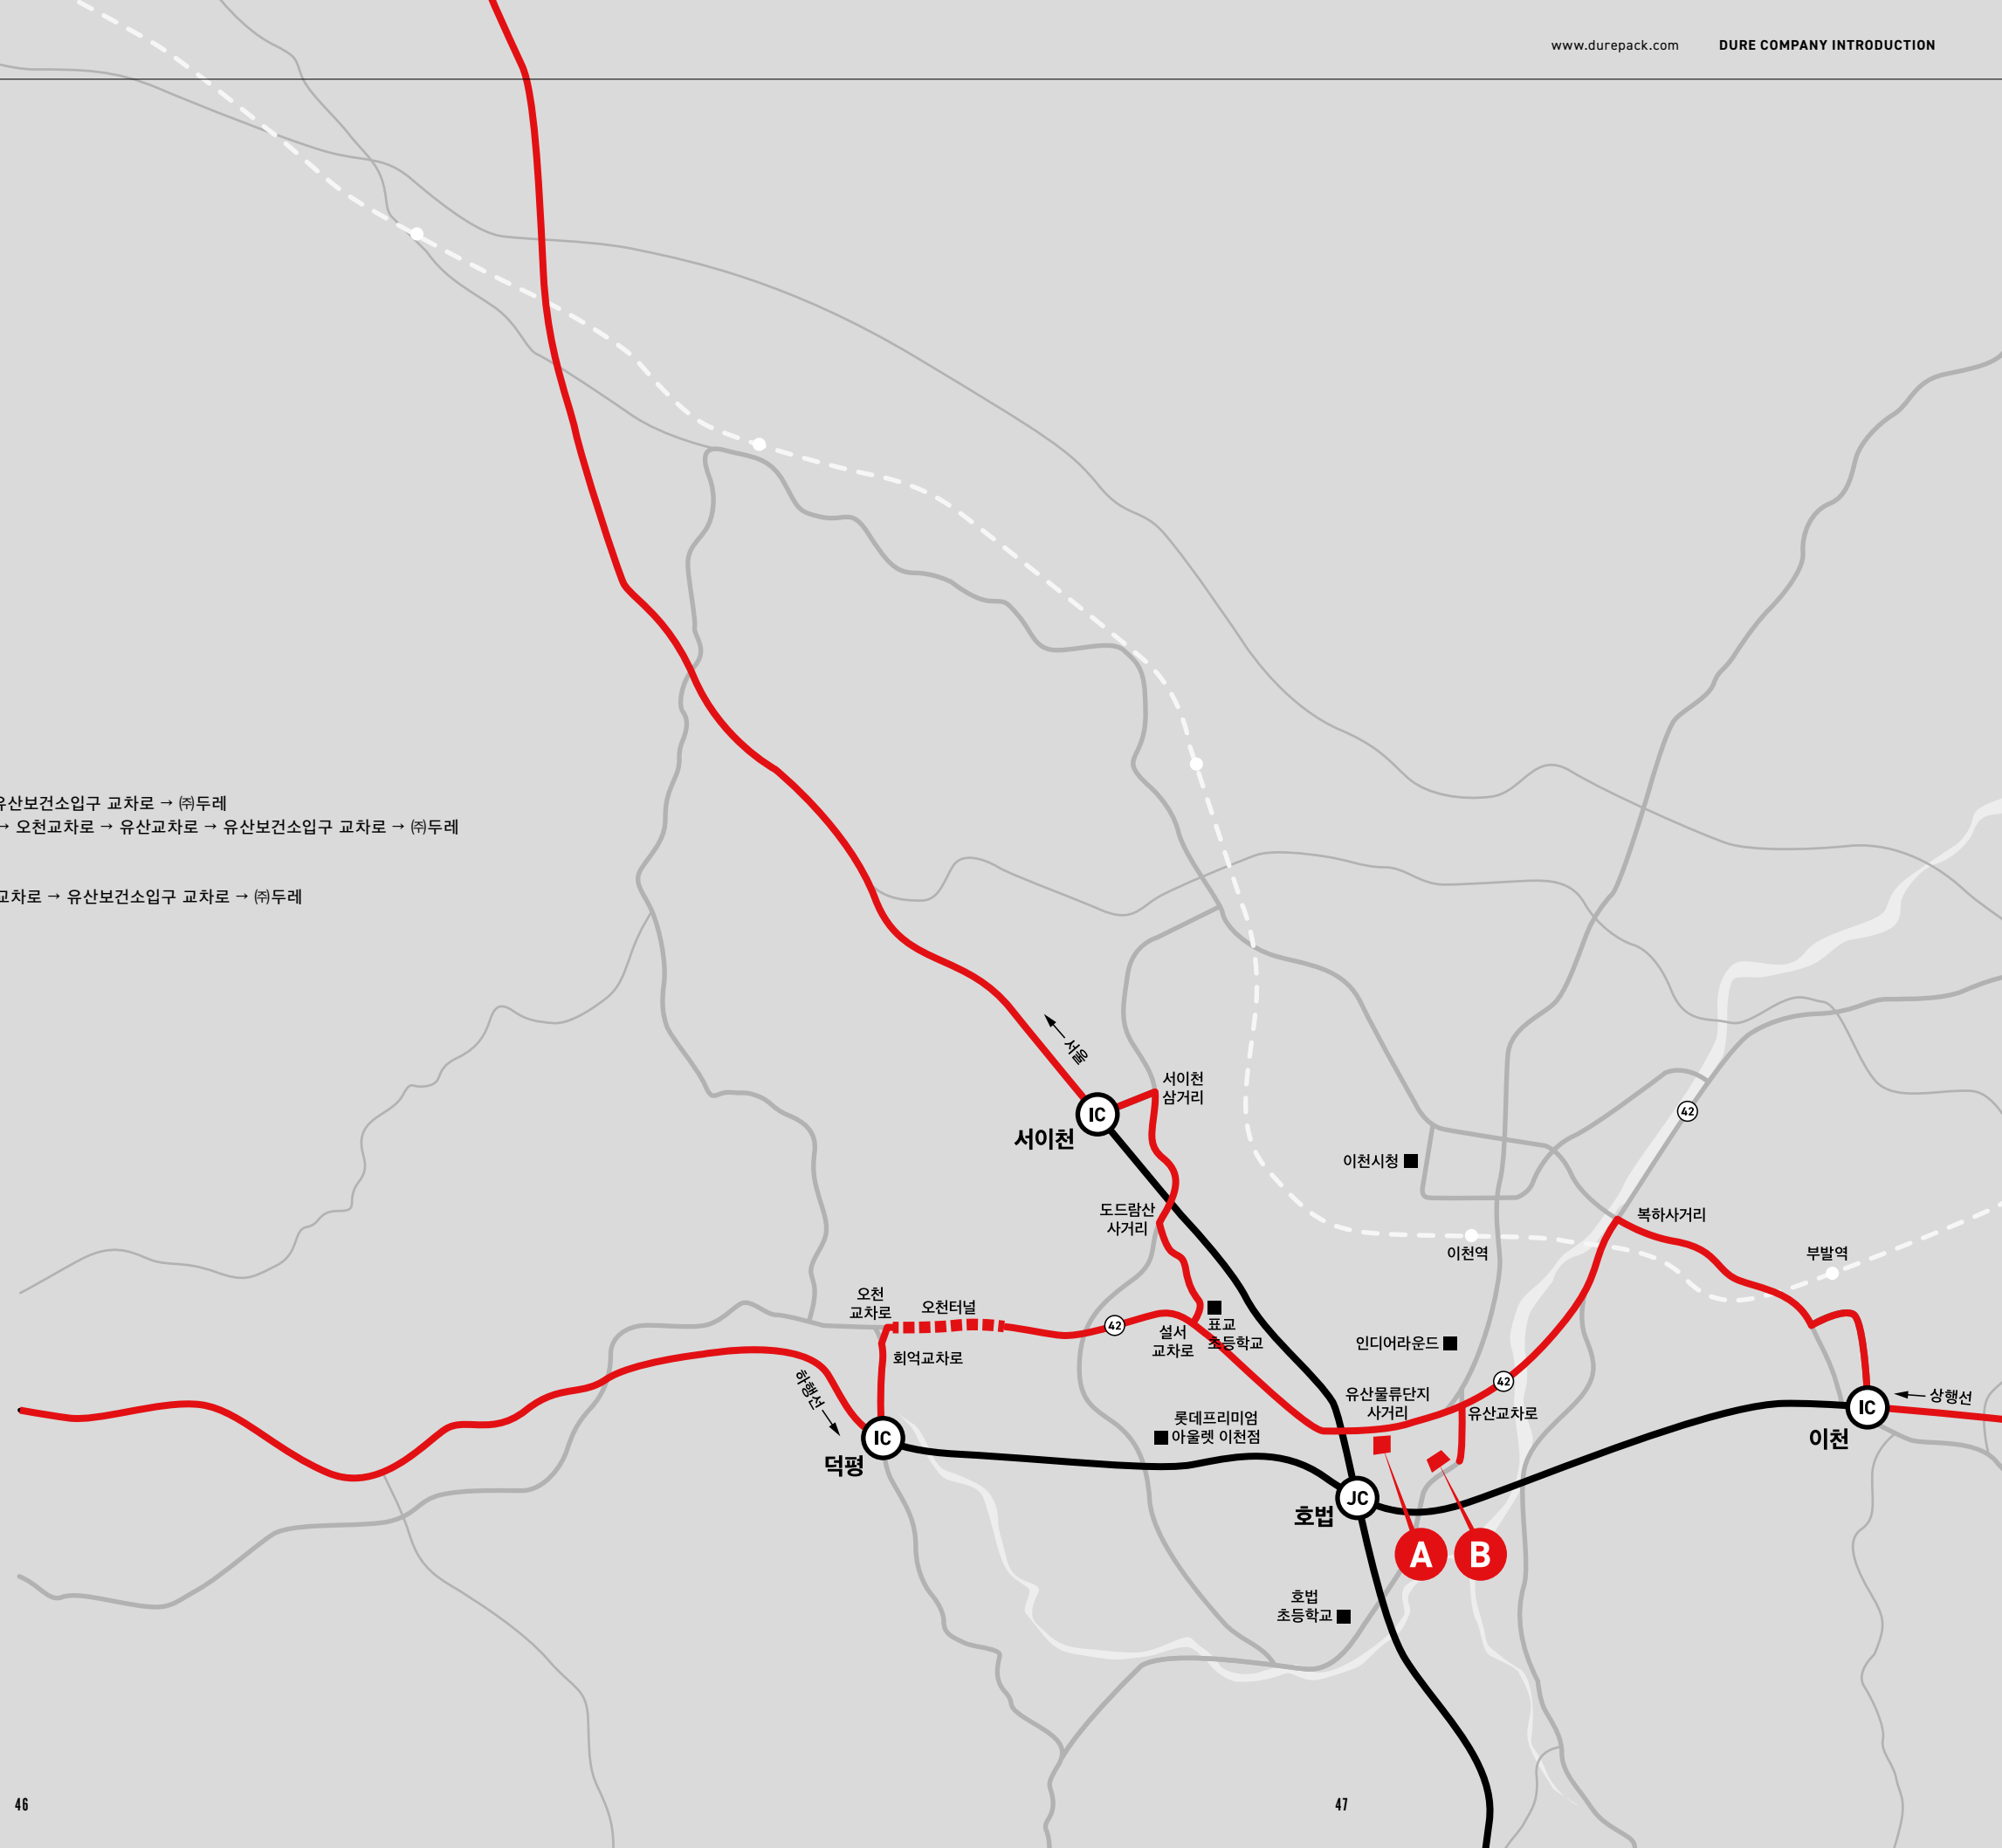 www.durepack.com DURE COMPANY INTRODUCTION
유산보건소입구 교차로 → ㈜두레
→ 오천교차로 → 유산교차로 → 유산보건소입구 교차로 → ㈜두레
교차로 → 유산보건소입구 교차로 → ㈜두레
서울
IC
서이천
서이천
삼거리
42
이천시청
도드람산
사거리
복하사거리
이천역
부발역
오천
교차로
오천터널
42
설서
교차로
표교
초등학교
회억교차로
인디어라운드
하행선
42
유산물류단지
사거리
유산교차로
상행선
IC
이천
롯데프리미엄
아울렛 이천점
IC
덕평
JC
호법
A
B
호법
초등학교
46
47